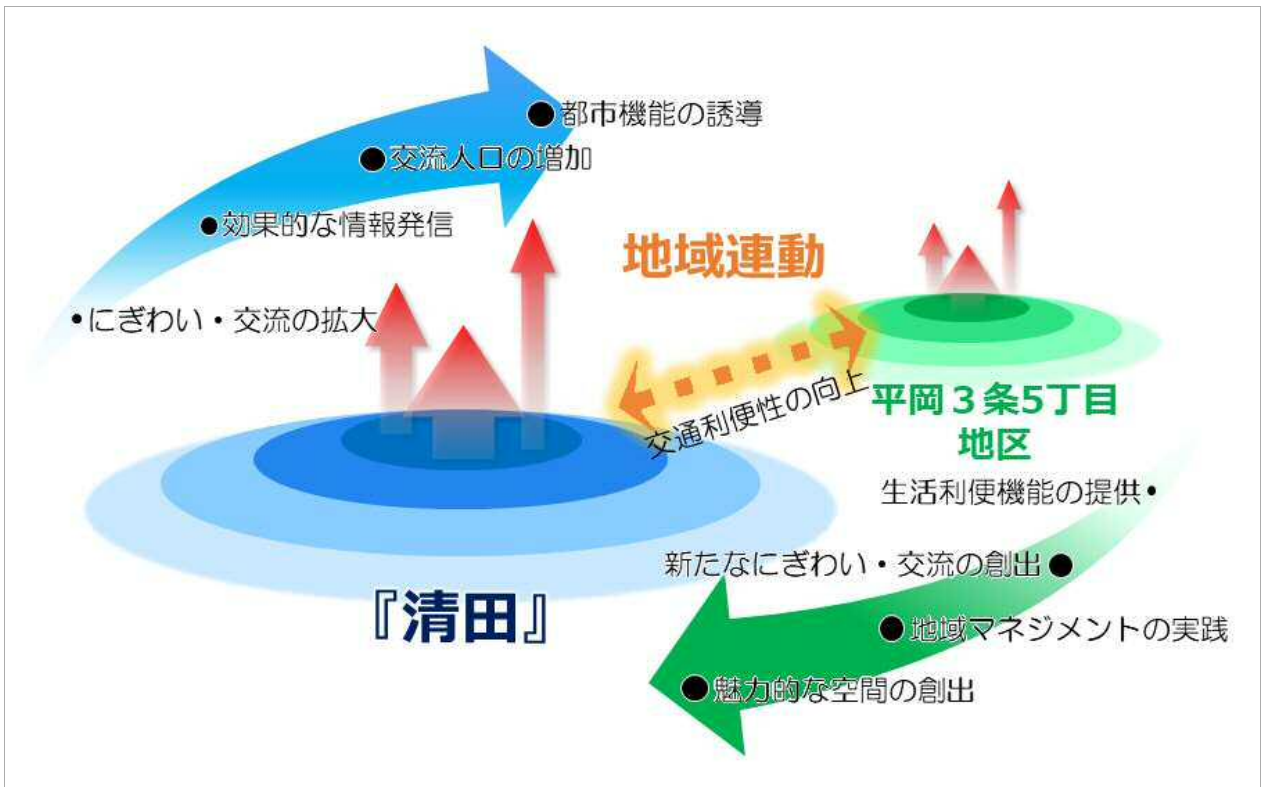 ●都市機能の誘導
●交流人口の増加
●効果的な情報発信
•にぎわい・交流の拡大
地域連動
交通利便性の向上
平岡３条5丁目
地区
『清田』
生活利便機能の提供•
新たなにぎわい・交流の創出●
●地域マネジメントの実践
●魅力的な空間の創出